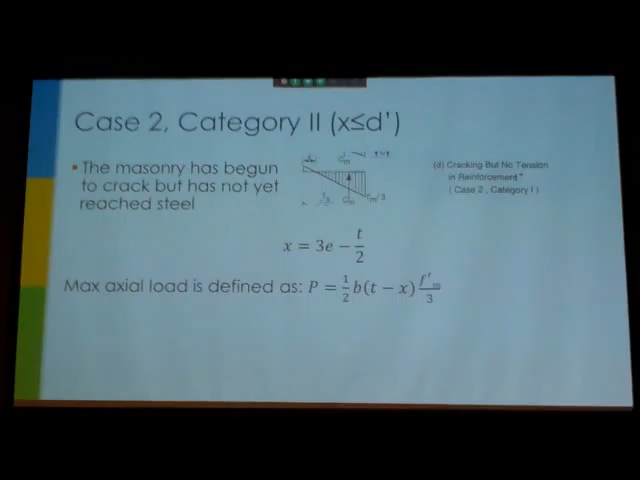 Case 2, Category II (x≤d')
▪ The masonry has begun
to crack but has not yet
reached steel
(d) Cracking But No Tension
in Reinforcement
( Case 2 , Category I )
x = 3e − t/2
Max axial load is defined as: P = 1/2 b(t − x) f'm/3